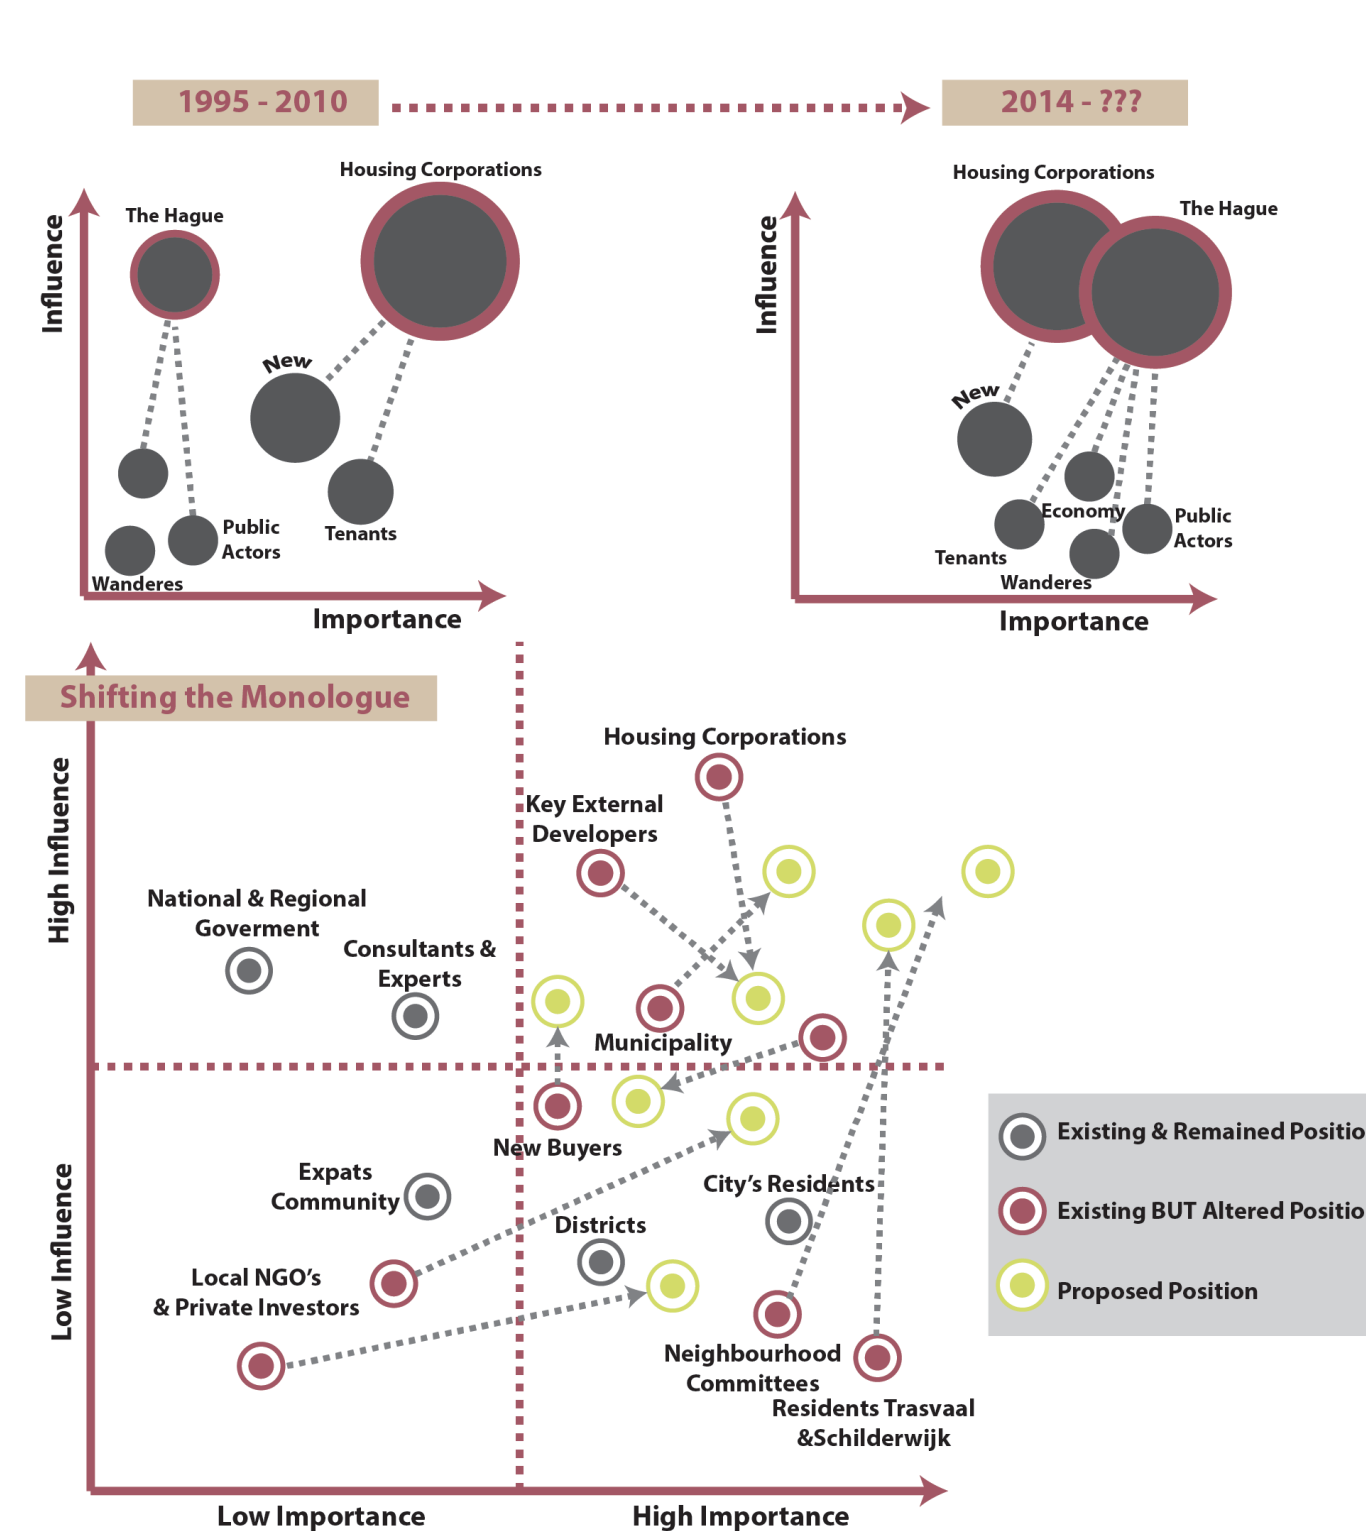 1995 - 2010
2014 - ???
Housing Corporations
The Hague
Influence
New
Tenants
Public
Actors
Wanderes
Importance
Housing Corporations
The Hague
Influence
New
Economy
Tenants
Public
Actors
Wanderes
Importance
Shifting the Monologue
High Influence
Low Influence
Housing Corporations
Key External
Developers
National & Regional
Goverment
Consultants &
Experts
Municipality
New Buyers
Expats
Community
City's Residents
Districts
Local NGO's
& Private Investors
Neighbourhood
Committees
Residents Trasvaal
&Schilderwijk
Low Importance
High Importance
Existing & Remained Positio
Existing BUT Altered Positio
Proposed Position